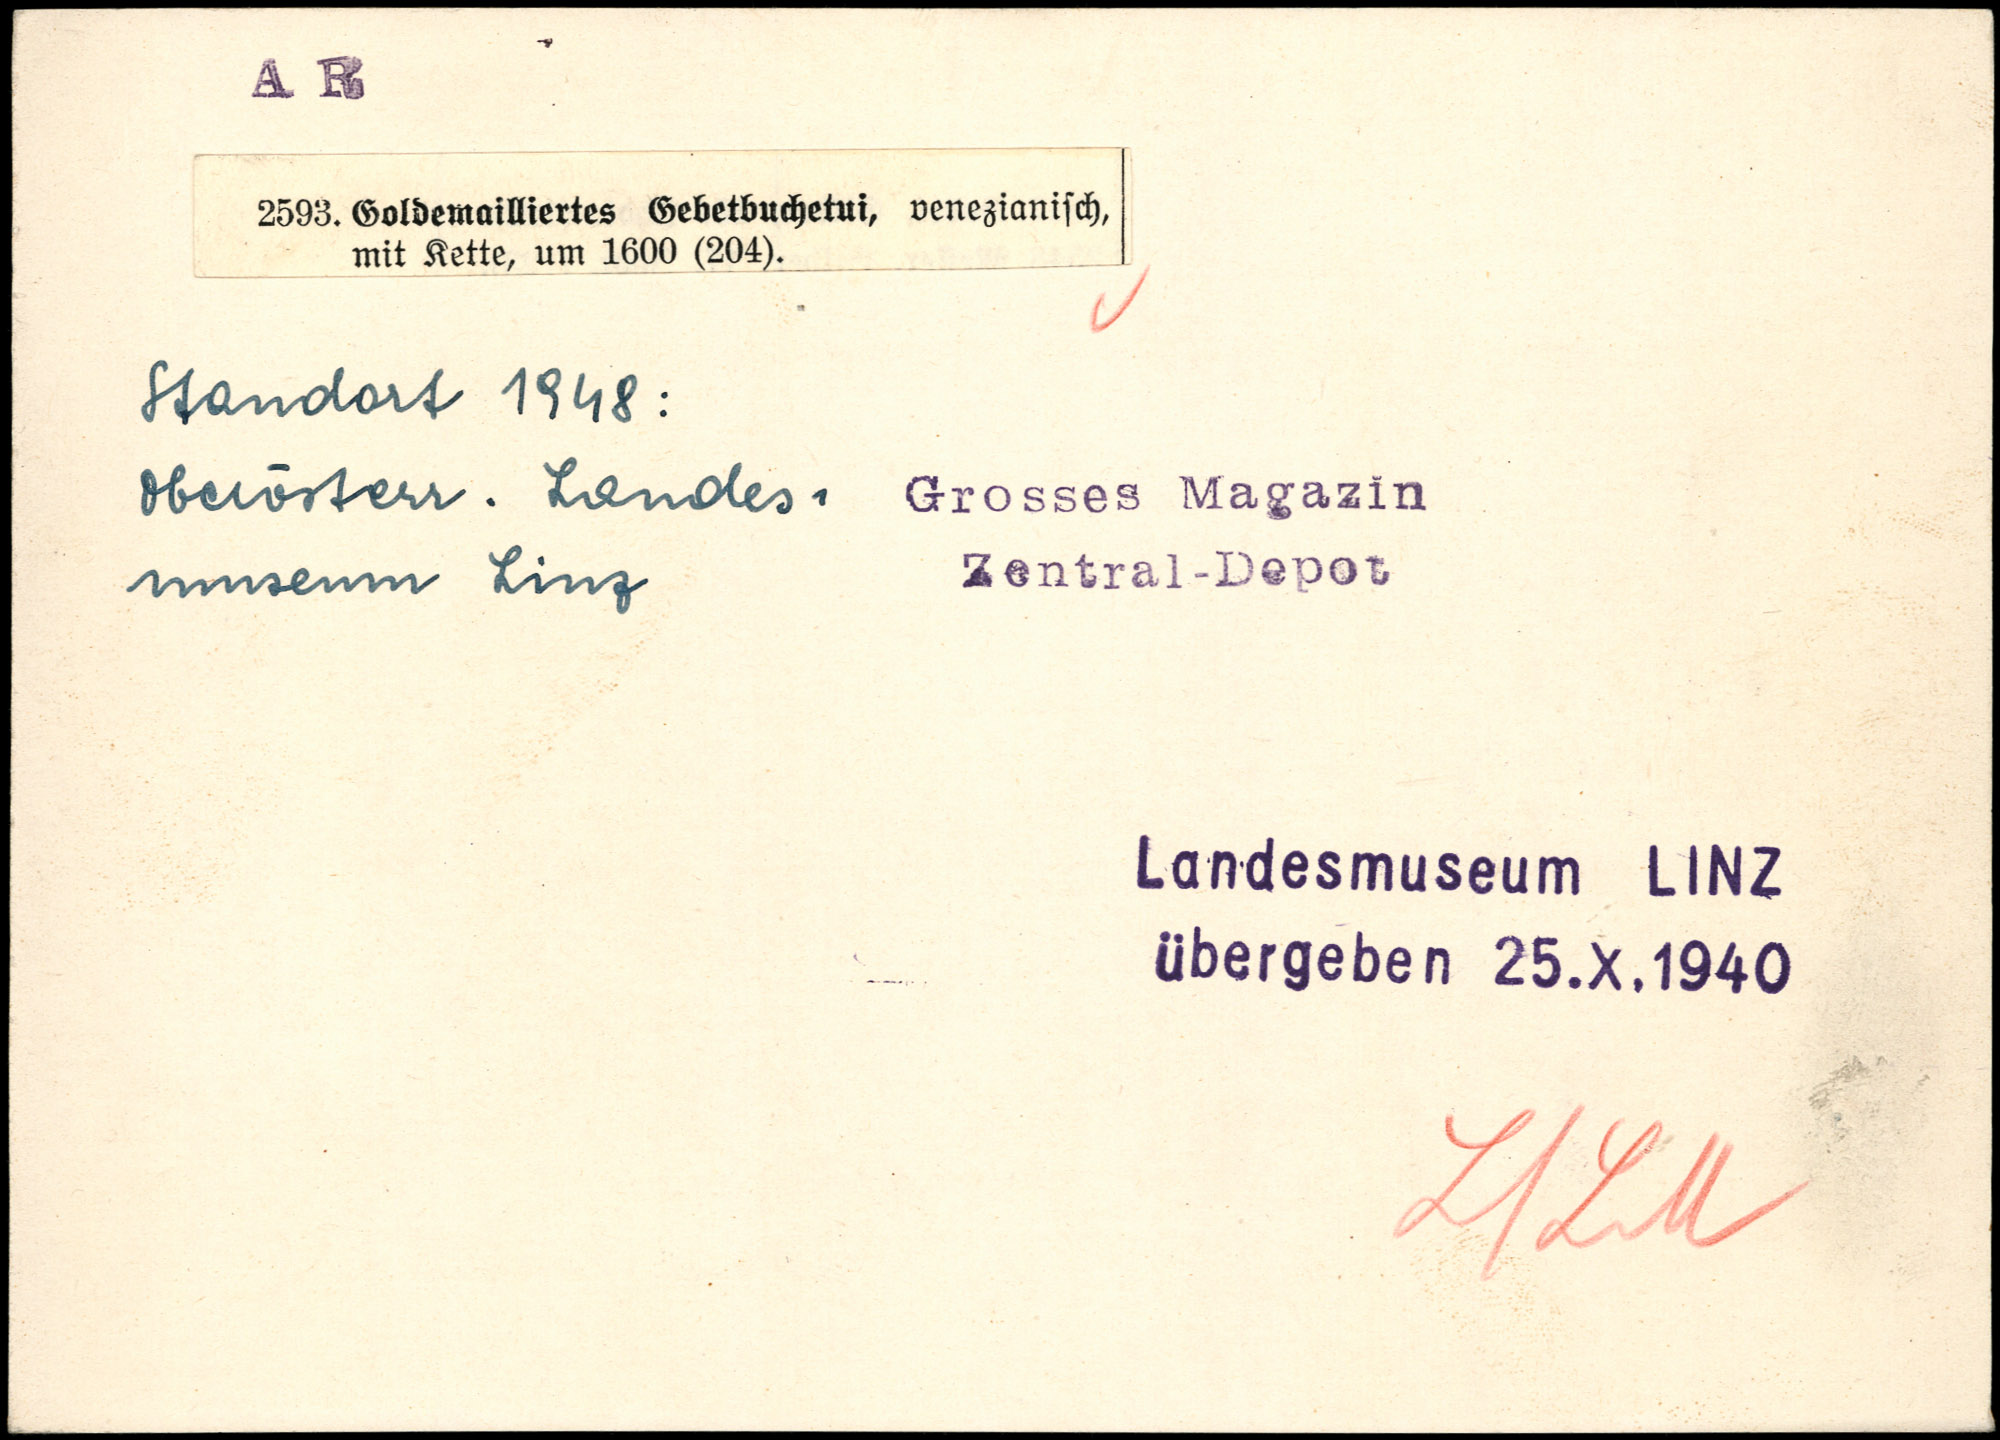 A R
2593. Goldemailliertes Gebetbuchetui, venezianisch,
mit Kette, um 1600 (204).
Standort 1948:
Oberösterr. Landes-
museum Linz
Grosses Magazin
Zentral-Depot
Landesmuseum LINZ
übergeben 25.X.1940
L/LM